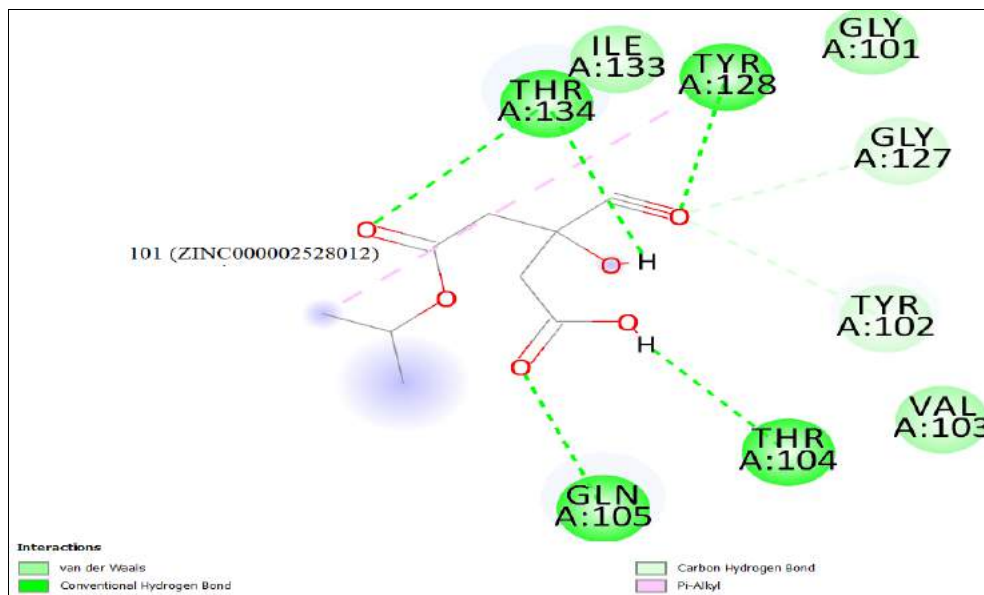 GLY
A:101
ILE
A:133
TYR
A:128
THR
A:134
GLY
A:127
O
O
H
O
101 (ZINC000002528012)
O
TYR
A:102
O
H
O
VAL
A:103
THR
A:104
GLN
A:105
Interactions
van der Waals
Conventional Hydrogen Bond
Carbon Hydrogen Bond
Pi-Alkyl